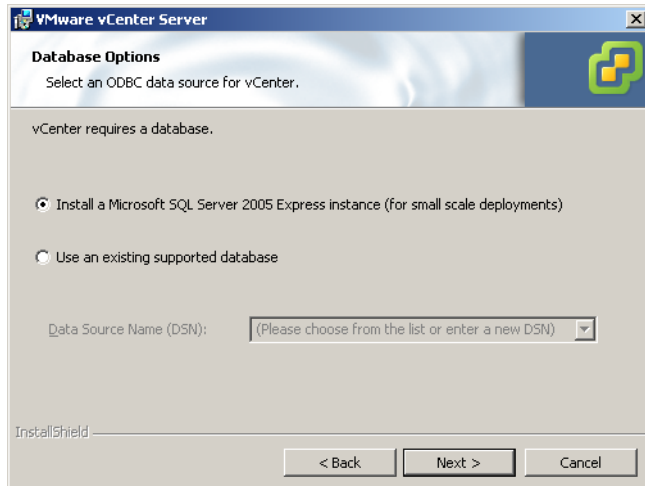 VMware vCenter Server
Database Options
Select an ODBC data source for vCenter.
vCenter requires a database.
Install a Microsoft SQL Server 2005 Express instance (for small scale deployments)
Use an existing supported database
Data Source Name (DSN):
(Please choose from the list or enter a new DSN)
InstallShield
< Back
Next >
Cancel